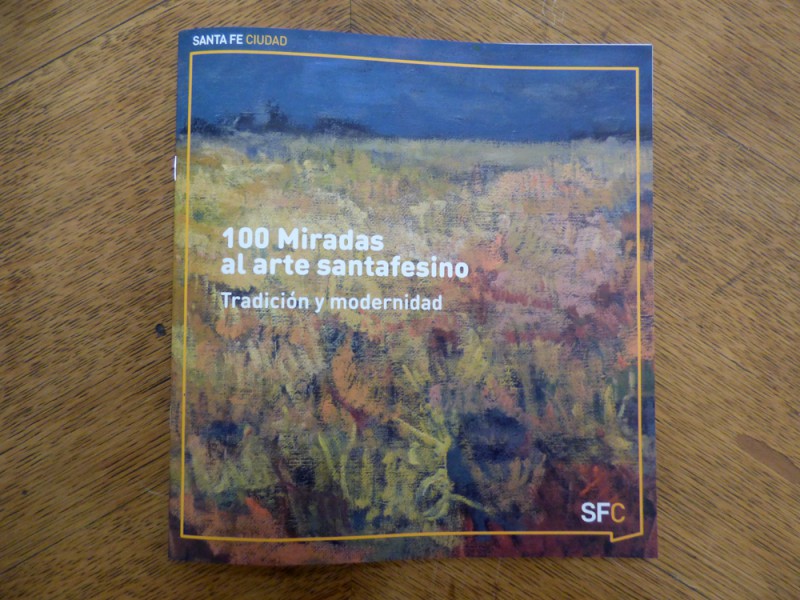 SANTA FE CIUDAD
100 Miradas
al arte santafesino
Tradición y modernidad
SFC